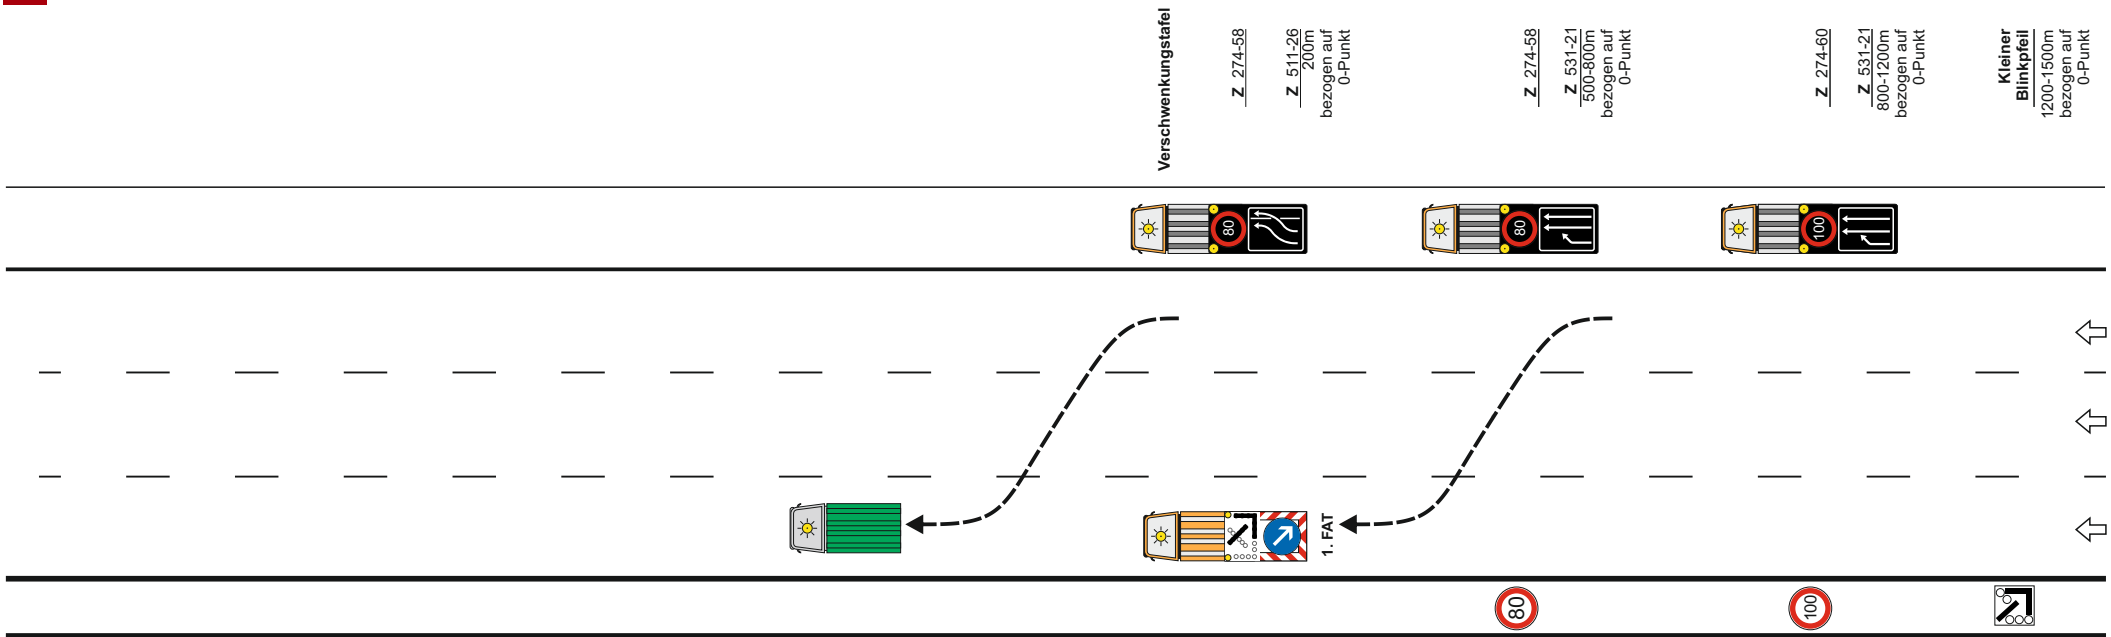 Verschwenkungstafel
Z 274-58
Z 511-26
200m
bezogen auf
0-Punkt
Z 274-58
Z 531-21
500-800m
bezogen auf
0-Punkt
Z 274-60
Z 531-21
800-1200m
bezogen auf
0-Punkt
Kleiner
Blinkpfeil
1200-1500m
bezogen auf
0-Punkt
80
80
100
1. FAT
80
100